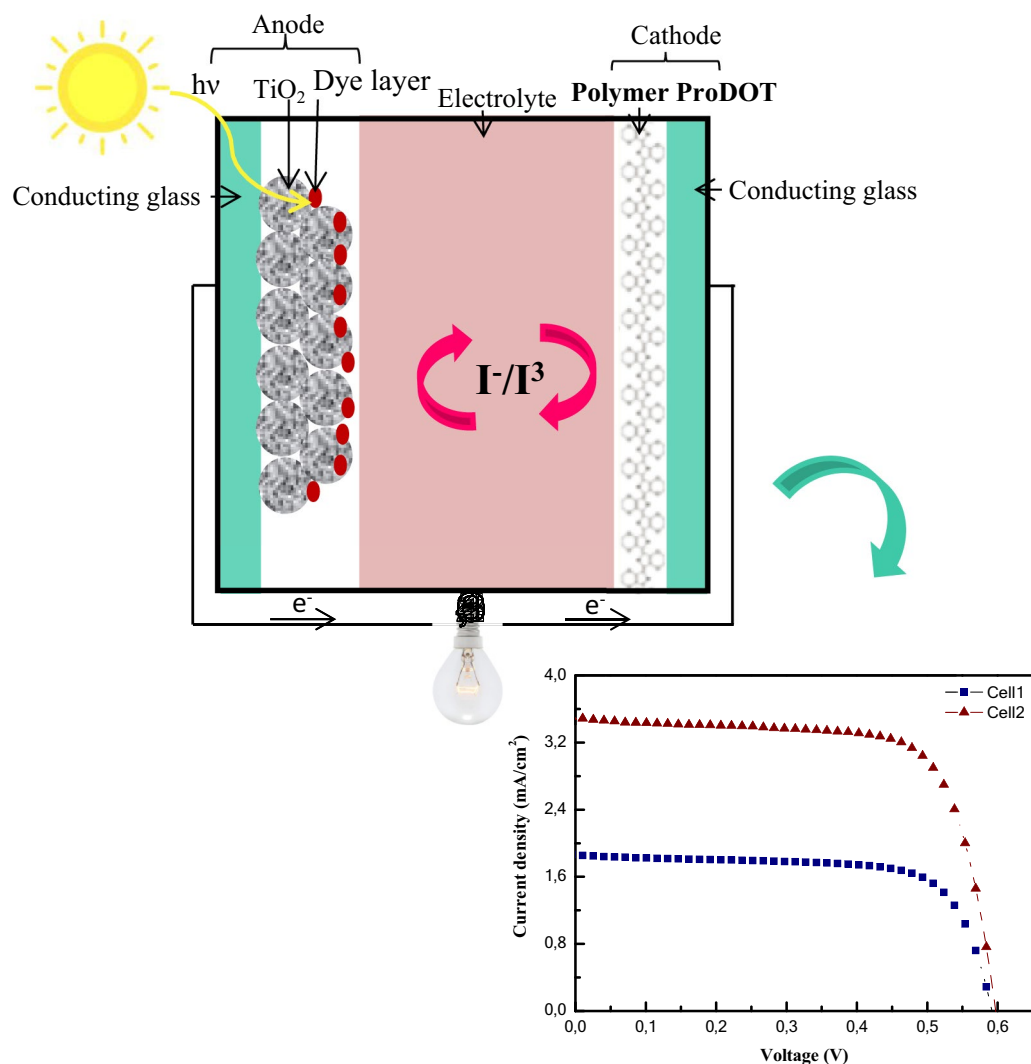 Anode
Cathode
hν
TiO₂
Dye layer
Electrolyte
Polymer ProDOT
Conducting glass
Conducting glass
I⁻/I³
e⁻
e⁻
4,0
3,2
2,4
1,6
0,8
0,0
Current density (mA/cm²)
Cell1
Cell2
0,0 0,1 0,2 0,3 0,4 0,5 0,6
Voltage (V)